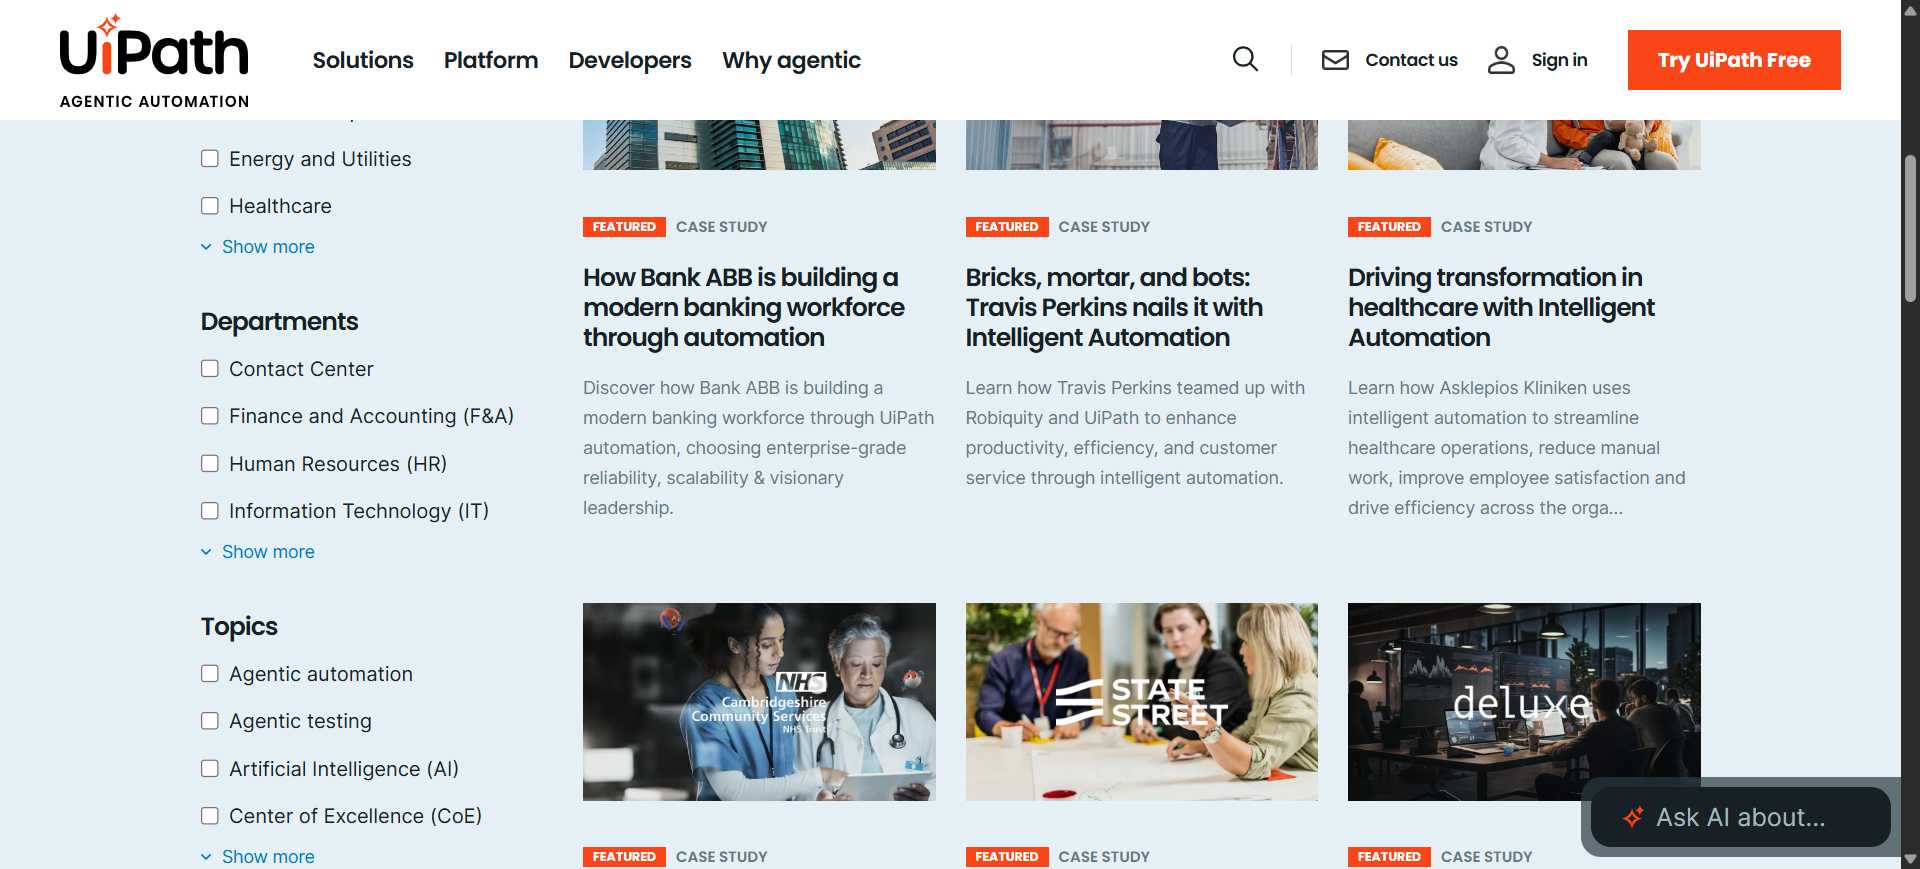 UiPath
AGENTIC AUTOMATION
Solutions
Platform
Developers
Why agentic
Contact us
Sign in
Try UiPath Free
Energy and Utilities
Healthcare
Show more
Departments
Contact Center
Finance and Accounting (F&A)
Human Resources (HR)
Information Technology (IT)
Show more
Topics
Agentic automation
Agentic testing
Artificial Intelligence (AI)
Center of Excellence (CoE)
Show more
FEATURED CASE STUDY
How Bank ABB is building a
modern banking workforce
through automation
Discover how Bank ABB is building a
modern banking workforce through UiPath
automation, choosing enterprise-grade
reliability, scalability & visionary
leadership.
FEATURED CASE STUDY
Bricks, mortar, and bots:
Travis Perkins nails it with
Intelligent Automation
Learn how Travis Perkins teamed up with
Robiquity and UiPath to enhance
productivity, efficiency, and customer
service through intelligent automation.
FEATURED CASE STUDY
Driving transformation in
healthcare with Intelligent
Automation
Learn how Asklepios Kliniken uses
intelligent automation to streamline
healthcare operations, reduce manual
work, improve employee satisfaction and
drive efficiency across the orga...
NHS
Cambridgeshire
Community Services
NHS Trust
FEATURED CASE STUDY
STATE
STREET
FEATURED CASE STUDY
deluxe
FEATURED CASE STUDY
Ask AI about...